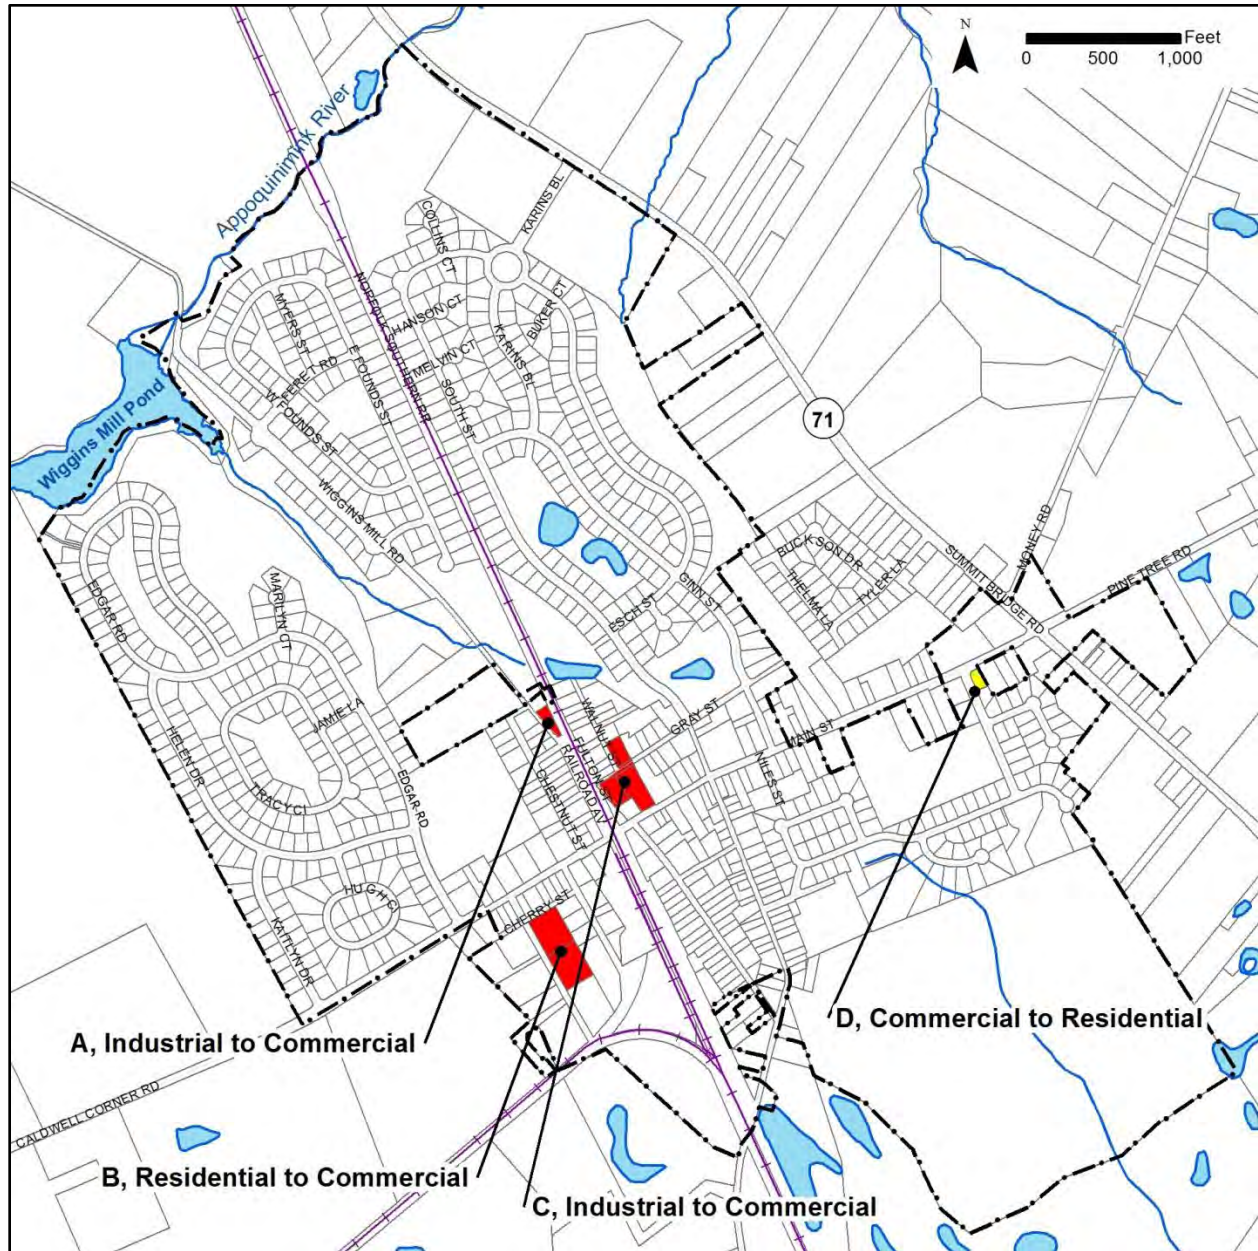 N
Feet
0 500 1,000
Appoquinimink River
KARINS BL
COLLINS CT
NORFOLK SOUTHERN RR
HANSON CT
BUKER CT
MYERS ST
MELVIN CT
KARINS BL
E FOUNDS ST
FERET RD
SOUTH ST
W FOUNDS ST
Wiggins Mill Pond
71
WIGGINS MILL RD
SUMMIT BRIDGE RD
MONEY RD
PINE TREE RD
BUCKSON DR
TYLER LA
THELMA LA
GINN ST
ESCH ST
EDGAR RD
MARILYN CT
JAMIE LA
HELEN DR
TRACY CI
EDGAR RD
WALNUT ST
GRAY ST
MAIN ST
FULTON ST
RAILROAD AV
CHESTNUT ST
NILES ST
HUGH CI
CHERRY ST
KAITLYN DR
A, Industrial to Commercial
D, Commercial to Residential
CALDWELL CORNER RD
B, Residential to Commercial
C, Industrial to Commercial